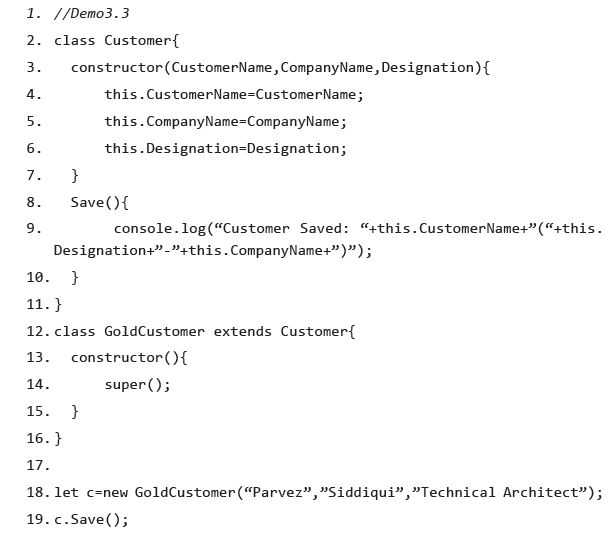 1. //Demo3.3
2. class Customer{
3. constructor(CustomerName,CompanyName,Designation){
4. this.CustomerName=CustomerName;
5. this.CompanyName=CompanyName;
6. this.Designation=Designation;
7. }
8. Save(){
9. console.log(“Customer Saved: “+this.CustomerName+”(“+this.
Designation+”-”+this.CompanyName+”)”);
10. }
11. }
12. class GoldCustomer extends Customer{
13. constructor(){
14. super();
15. }
16. }
17.
18. let c=new GoldCustomer(“Parvez”,”Siddiqui”,”Technical Architect”);
19. c.Save();